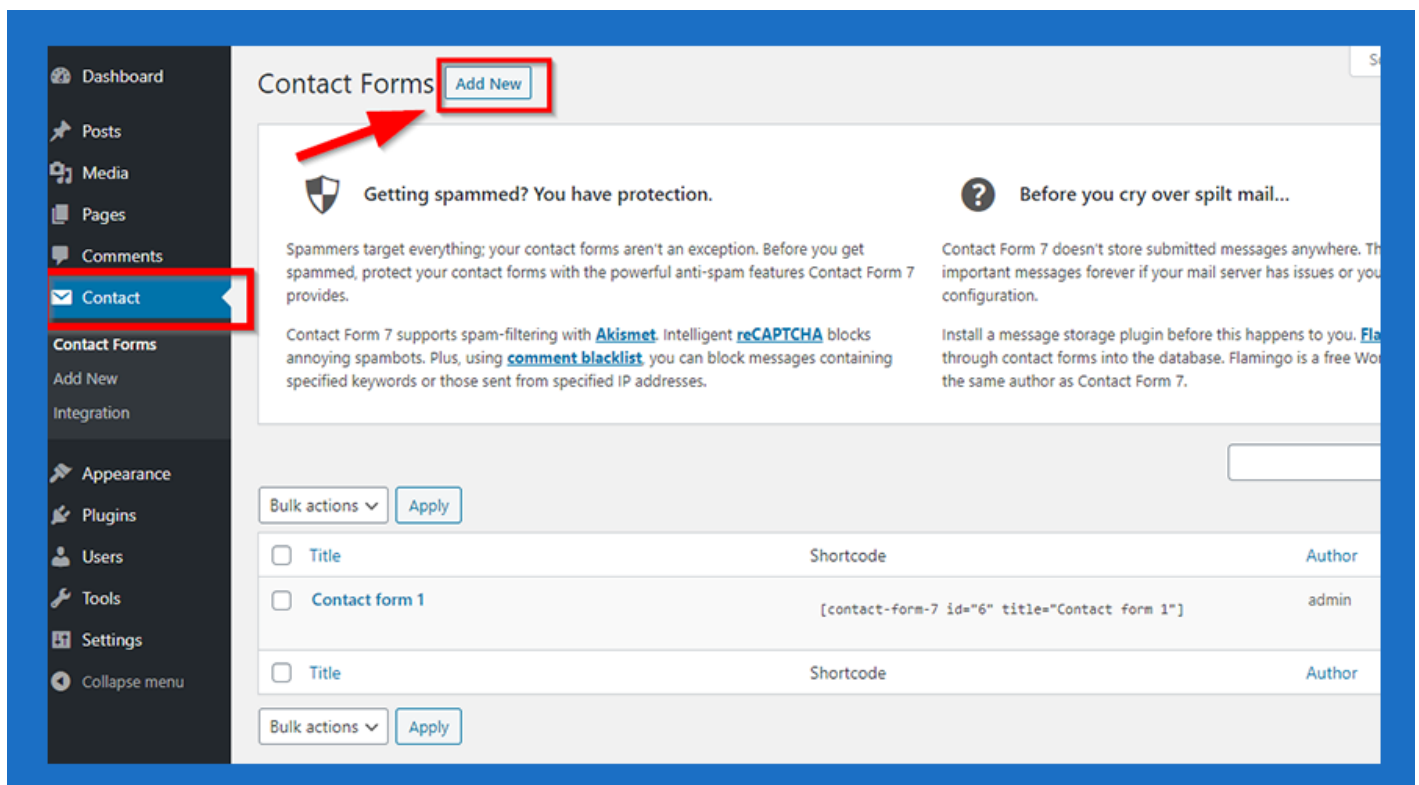 Dashboard
Posts
Media
Pages
Comments
Contact
Contact Forms
Add New
Integration
Appearance
Plugins
Users
Tools
Settings
Collapse menu
Contact Forms Add New
Getting spammed? You have protection.
Spammers target everything; your contact forms aren't an exception. Before you get
spammed, protect your contact forms with the powerful anti-spam features Contact Form 7
provides.
Contact Form 7 supports spam-filtering with Akismet. Intelligent reCAPTCHA blocks
annoying spambots. Plus, using comment blacklist, you can block messages containing
specified keywords or those sent from specified IP addresses.
Before you cry over spilt mail...
Contact Form 7 doesn't store submitted messages anywhere.
important messages forever if your mail server has issues or
configuration.
Install a message storage plugin before this happens to you.
through contact forms into the database. Flamingo is a free
the same author as Contact Form 7.
Bulk actions Apply
Title Shortcode Author
Contact form 1 [contact-form-7 id="6" title="Contact form 1"] admin
Title Shortcode Author
Bulk actions Apply